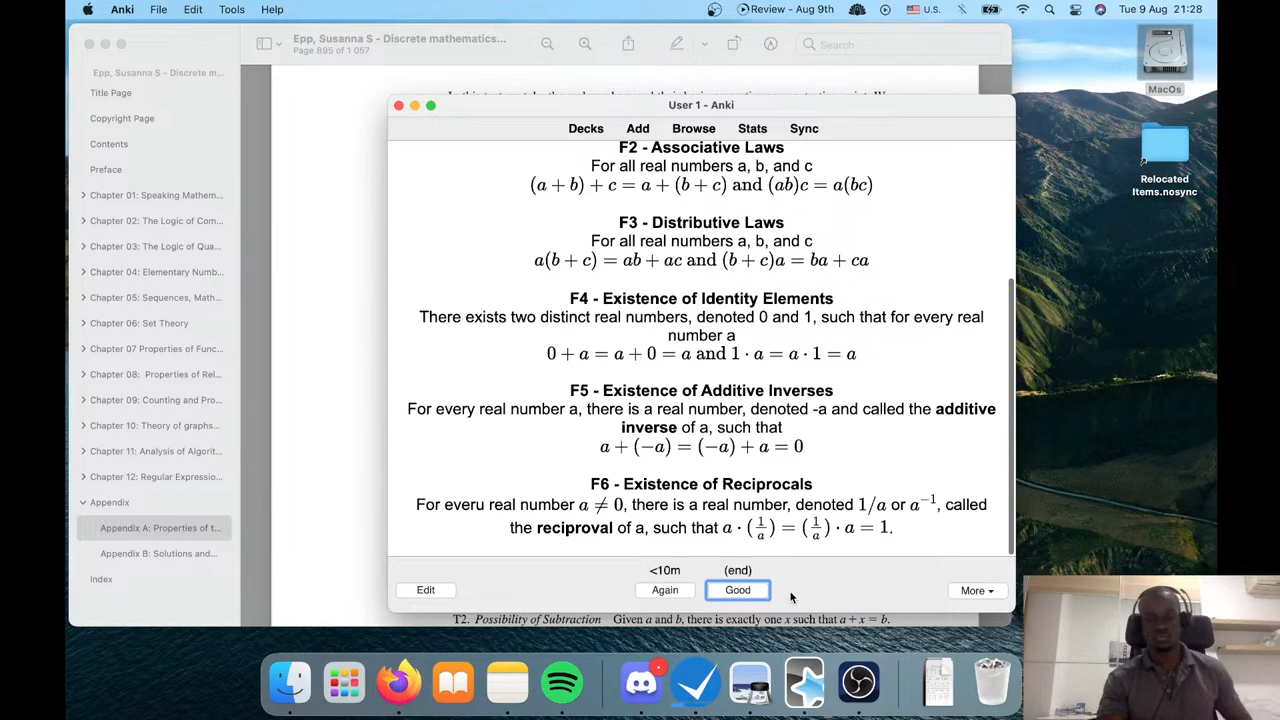 Anki File Edit Tools Help
Review - Aug 9th
U.S.
Tue 9 Aug 21:28
Epp, Susanna S - Discrete m...
Title Page
Copyright Page
Contents
Preface
Chapter 01: Speaking Mathem...
Chapter 02: The Logic of Com...
Chapter 03: The Logic of Qua...
Chapter 04: Elementary Numb...
Chapter 05: Sequences, Math...
Chapter 06: Set Theory
Chapter 07 Properties of Func...
Chapter 08: Properties of Rel...
Chapter 09: Counting and Pro...
Chapter 10: Theory of graphs...
Chapter 11: Analysis of Algorit...
Chapter 12: Regular Expressio...
Appendix
Appendix A: Properties of t...
Appendix B: Solutions and...
Index
Epp, Susanna S - Discrete mathematics...
Page 895 of 1 057
Search
User 1 - Anki
Decks Add Browse Stats Sync
F2 - Associative Laws
For all real numbers a, b, and c
(a + b) + c = a + (b + c) and (ab)c = a(bc)
F3 - Distributive Laws
For all real numbers a, b, and c
a(b + c) = ab + ac and (b + c)a = ba + ca
F4 - Existence of Identity Elements
There exists two distinct real numbers, denoted 0 and 1, such that for every real
number a
0 + a = a + 0 = a and 1 · a = a · 1 = a
F5 - Existence of Additive Inverses
For every real number a, there is a real number, denoted -a and called the additive
inverse of a, such that
a + (−a) = (−a) + a = 0
F6 - Existence of Reciprocals
For everu real number a ≠ 0, there is a real number, denoted 1/a or a⁻¹, called
the reciproval of a, such that a · (1/a) = (1/a) · a = 1.
<10m (end)
Edit Again Good More
T2. Possibility of Subtraction Given a and b, there is exactly one x such that a + x = b.
MacOs
Relocated
Items.nosync